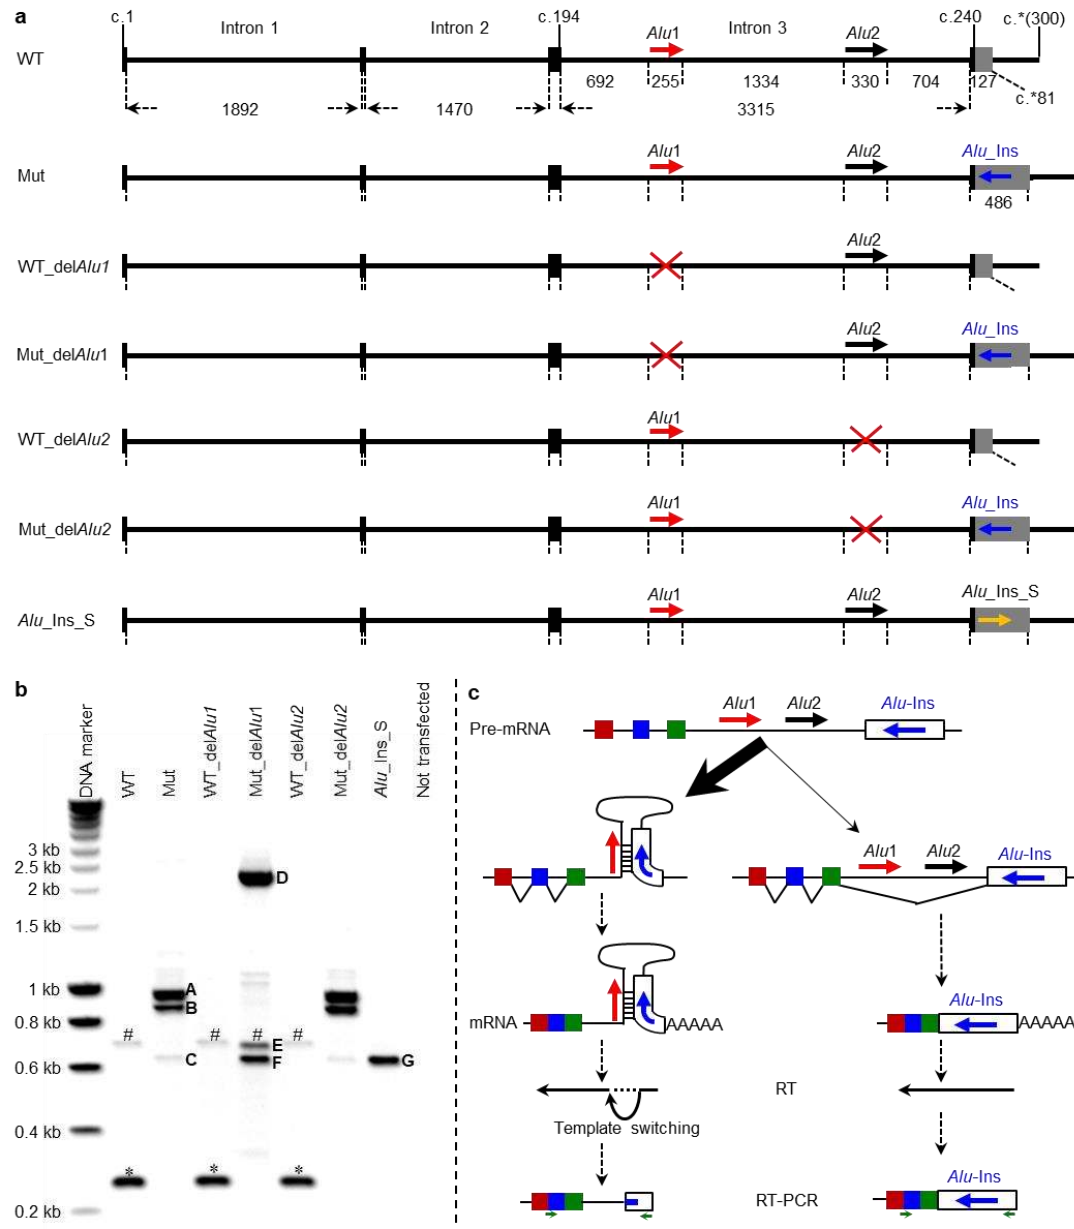 a
c.1 Intron 1 Intron 2 c.194 Alu1 Intron 3 Alu2 c.240 c.*(300)
WT
692 255 1334 330 704 127
c.*81
1892 1470 3315
Alu1 Alu2 Alu_Ins
Mut
486
Alu2
WT_delAlu1
Alu2 Alu_Ins
Mut_delAlu1
Alu1
WT_delAlu2
Alu1 Alu_Ins
Mut_delAlu2
Alu1 Alu2 Alu_Ins_S
Alu_Ins_S
b
DNA marker
WT
Mut
WT_delAlu1
Mut_delAlu1
WT_delAlu2
Mut_delAlu2
Alu_Ins_S
Not transfected
3 kb
2.5 kb
2 kb
1.5 kb
1 kb
0.8 kb
0.6 kb
0.4 kb
0.2 kb
D
A
B
# # # #
C E
F G
* * *
c
Alu1 Alu2 Alu-Ins
Pre-mRNA
Alu1 Alu2 Alu-Ins
Alu-Ins
mRNA AAAAA AAAAA
RT
Template switching
Alu-Ins
RT-PCR